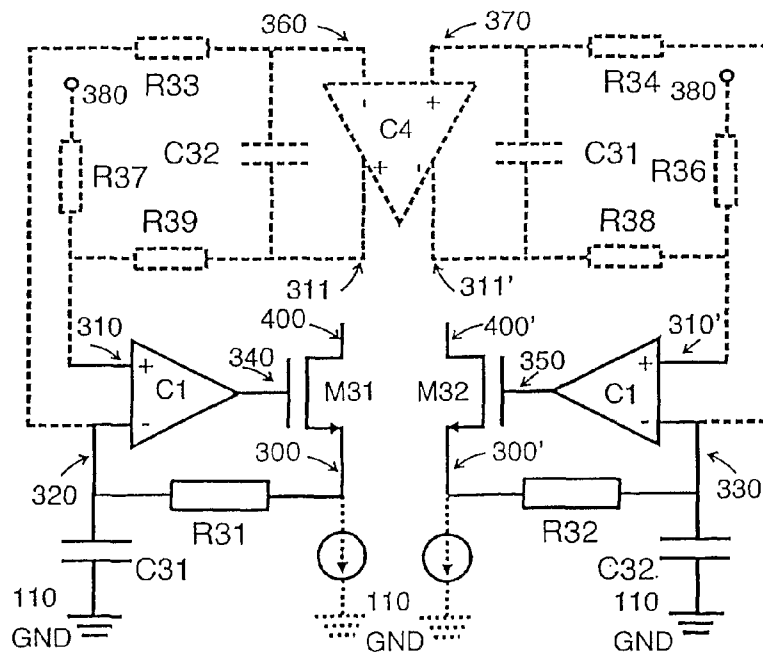 360 370
R33 R34
380 380
- +
C4
C32 C31
+ -
R37 R36
R39 R38
311 311'
400 400'
310 310'
340 350
+ +
C1 M31 M32 C1
- -
300 300'
320 330
R31 R32
C31 C32.
110 110 110
GND GND GND